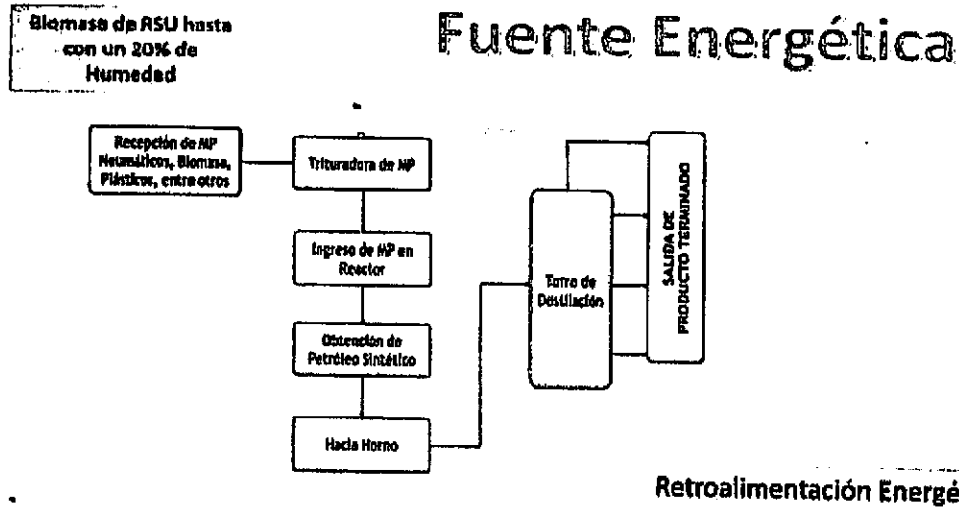 Biomasa de RSU hasta
con un 20% de
Humedad
Fuente Energética
Recepción de MP
Neumáticos, Biomasa,
Plásticos, entre otros
Trituradora de MP
Ingreso de MP en
Reactor
Obtención de
Petróleo Sintético
Hacia Horno
Torre de
Destilación
SALIDA DE
PRODUCTO TERMINADO
Retroalimentación Energé